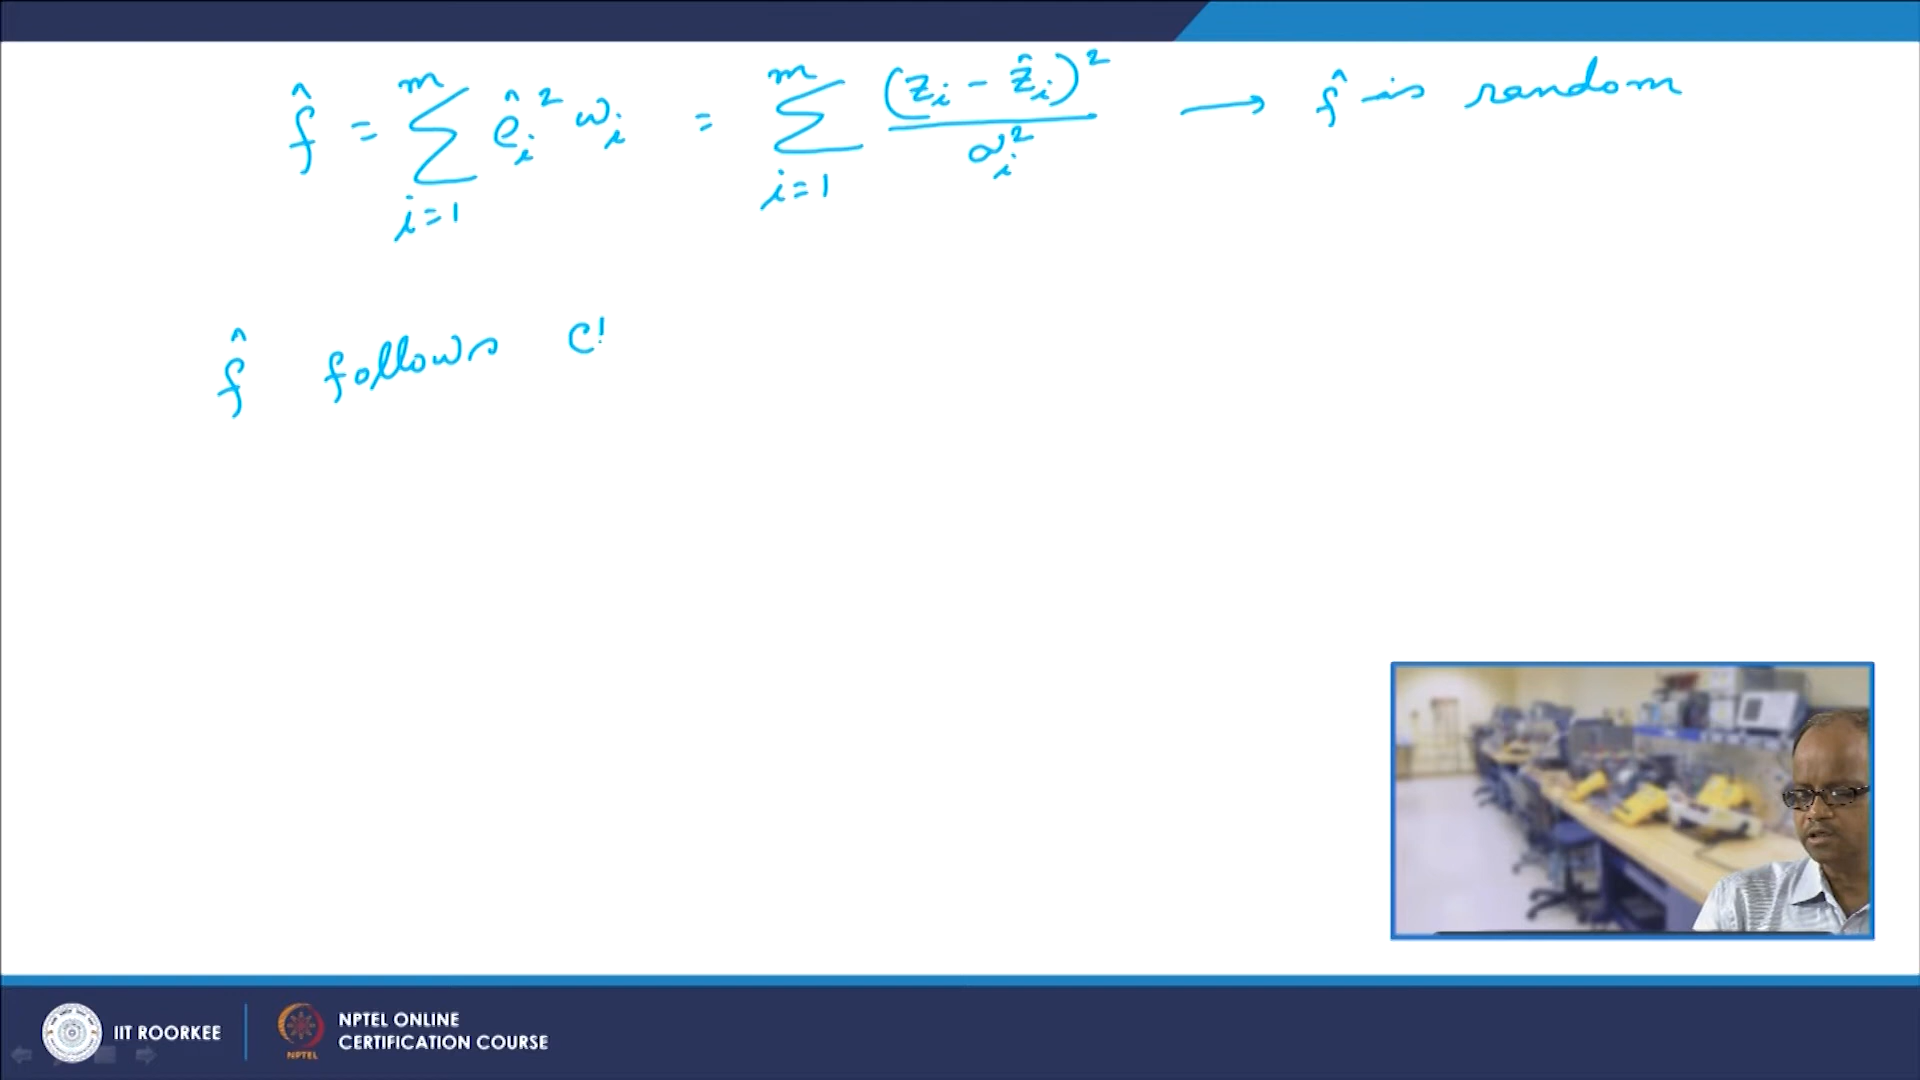 f̂ = Σ_{i=1}^{m} ê_i² w_i = Σ_{i=1}^{m} (z_i - ẑ_i)² / σ_i² → f̂ is random
f̂ follows
IIT ROORKEE
NPTEL
NPTEL ONLINE
CERTIFICATION COURSE